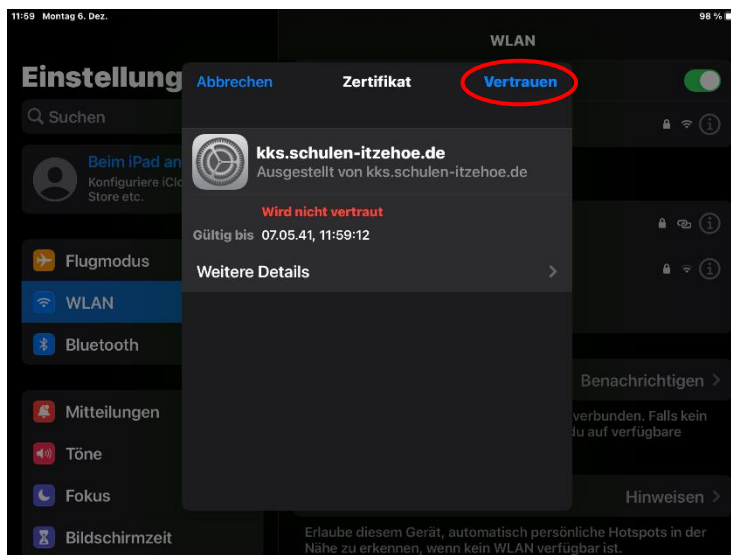 11:59 Montag 6. Dez.
98 %
WLAN
Einstellung
Abbrechen
Zertifikat
Vertrauen
Suchen
kks.schulen-itzehoe.de
Ausgestellt von kks.schulen-itzehoe.de
Beim iPad an
Konfiguriere iClo
Store etc.
Wird nicht vertraut
Gültig bis 07.05.41, 11:59:12
Weitere Details
Flugmodus
WLAN
Bluetooth
Benachrichtigen
verbunden. Falls kein
du auf verfügbare
Mitteilungen
Töne
Fokus
Hinweisen
Bildschirmzeit
Erlaube diesem Gerät, automatisch persönliche Hotspots in der
Nähe zu erkennen, wenn kein WLAN verfügbar ist.